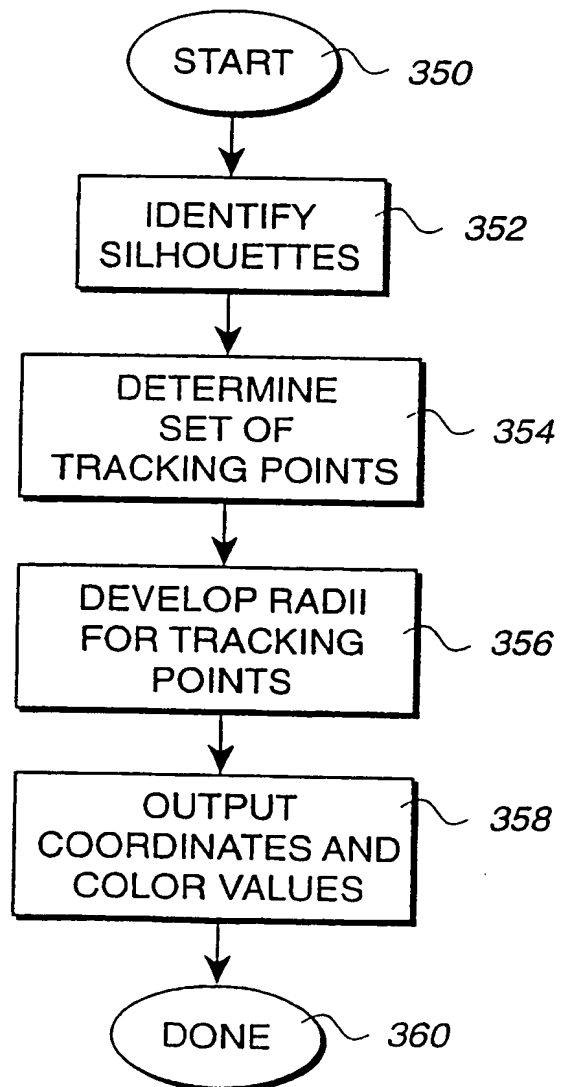 START
350
IDENTIFY
SILHOUETTES
352
DETERMINE
SET OF
TRACKING POINTS
354
DEVELOP RADII
FOR TRACKING
POINTS
356
OUTPUT
COORDINATES AND
COLOR VALUES
358
DONE
360